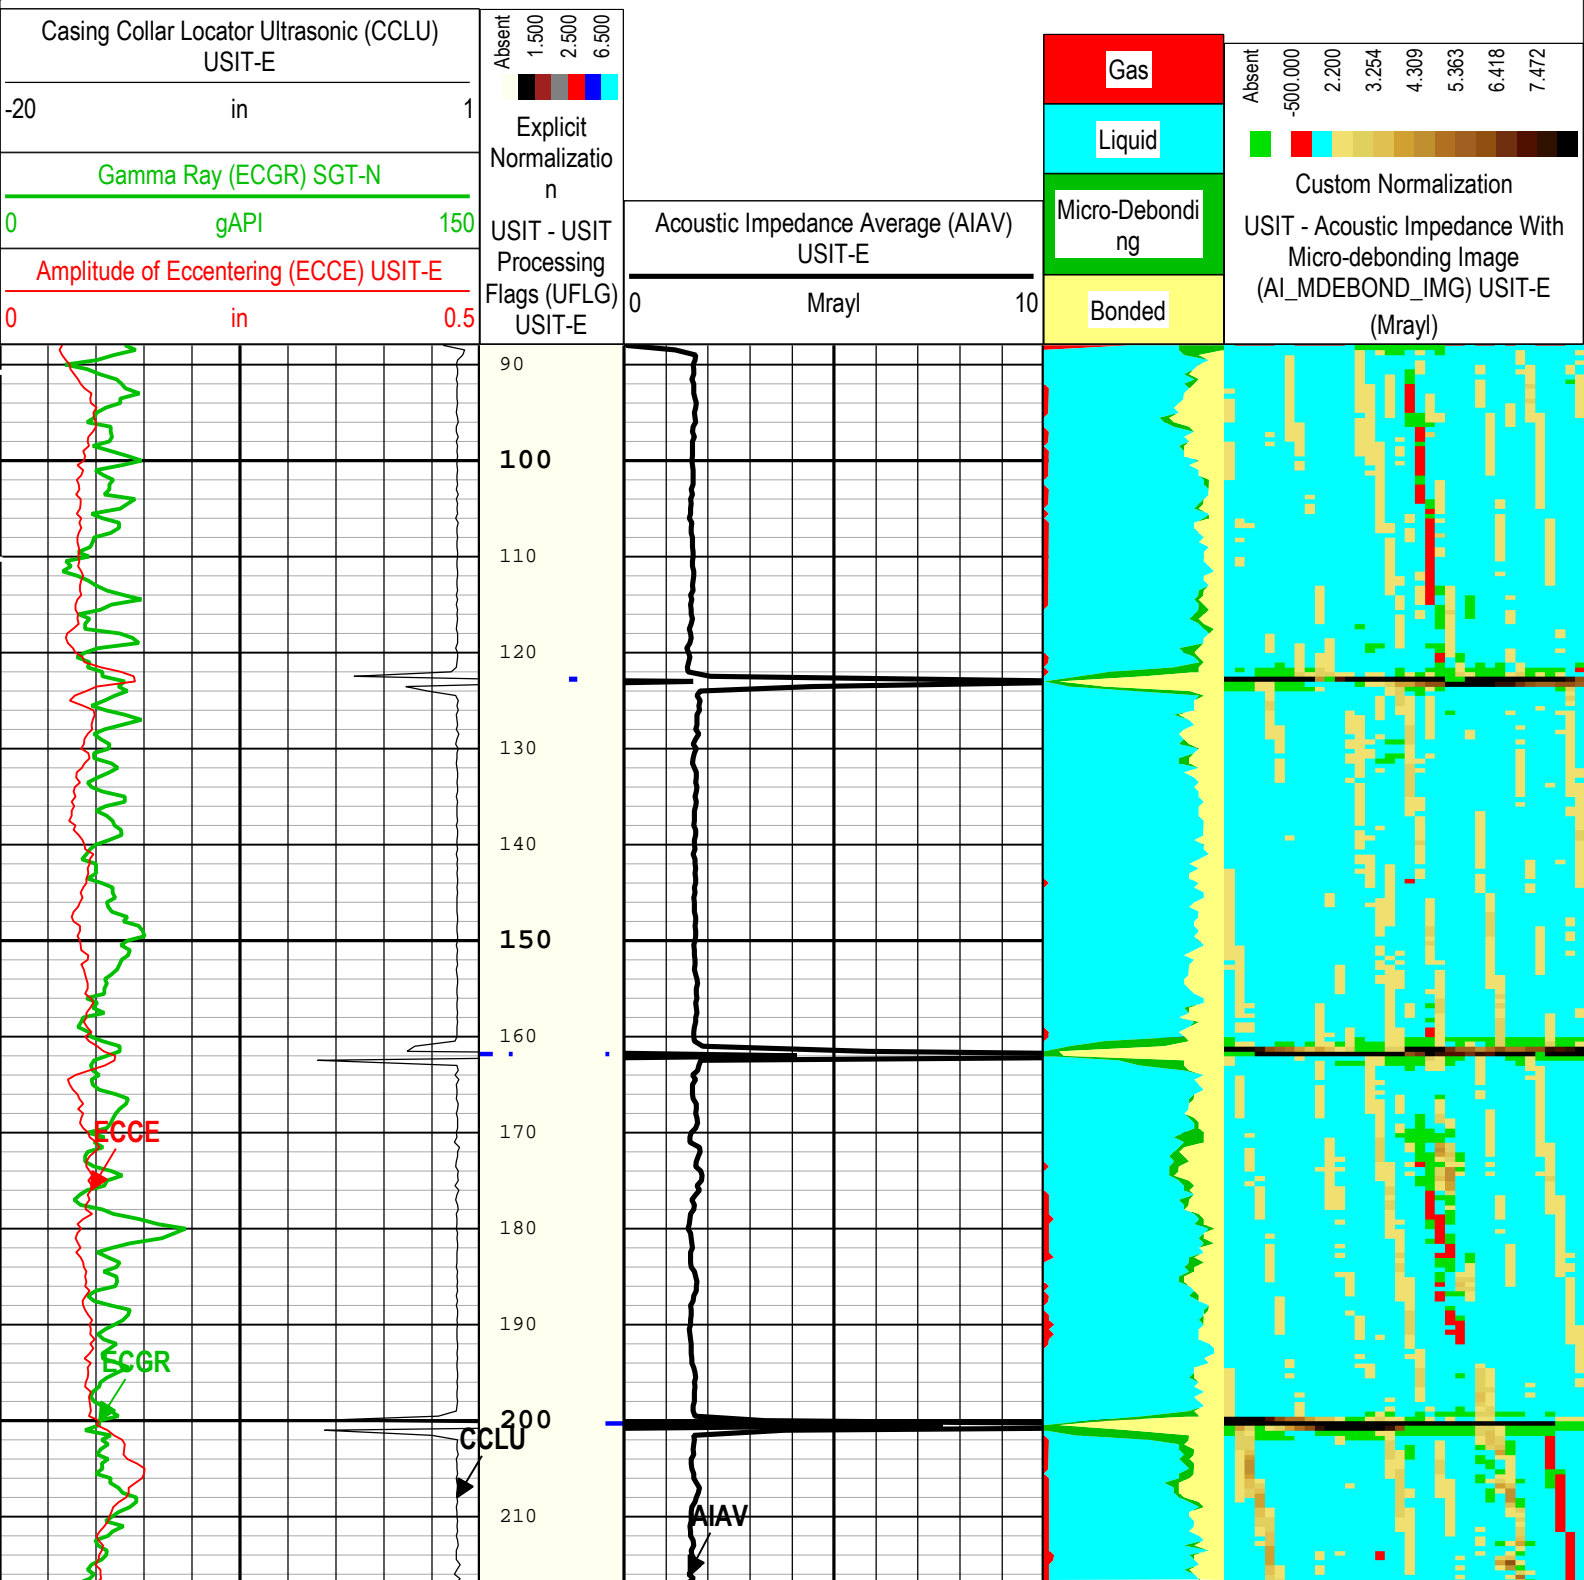 Casing Collar Locator Ultrasonic (CCLU)
USIT-E
-20 in 1
Gamma Ray (ECGR) SGT-N
0 gAPI 150
Amplitude of Eccentering (ECCE) USIT-E
0 in 0.5
Absent
1.500
2.500
6.500
Explicit
Normalizatio
n
USIT - USIT
Processing
Flags (UFLG)
USIT-E
Acoustic Impedance Average (AIAV)
USIT-E
0 Mrayl 10
Gas
Liquid
Micro-Debondi
ng
Bonded
Absent
-500.000
2.200
3.254
4.309
5.363
6.418
7.472
Custom Normalization
USIT - Acoustic Impedance With
Micro-debonding Image
(AI_MDEBOND_IMG) USIT-E
(Mrayl)
90
100
110
120
130
140
150
160
170
180
190
200
210
ECCE
ECGR
CCLU
AIAV